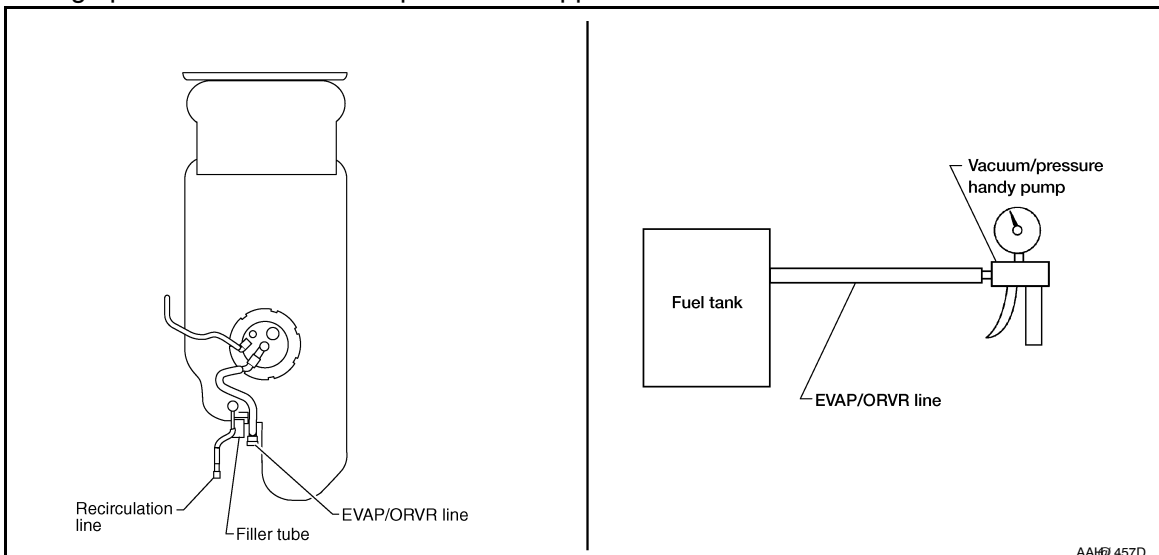 Recirculation
line
Filler tube
EVAP/ORVR line
Vacuum/pressure
handy pump
Fuel tank
EVAP/ORVR line